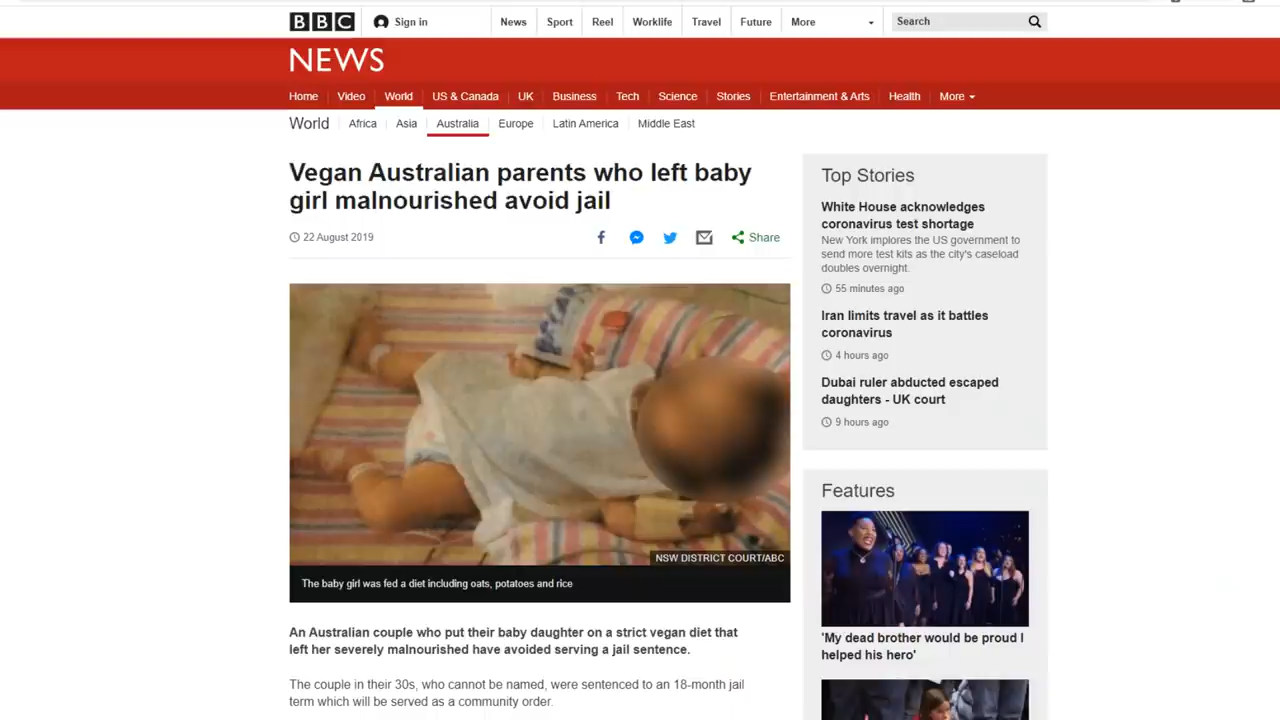 BBC Sign in News Sport Reel Worklife Travel Future More Search
NEWS
Home Video World US & Canada UK Business Tech Science Stories Entertainment & Arts Health More
World Africa Asia Australia Europe Latin America Middle East
Vegan Australian parents who left baby
girl malnourished avoid jail
22 August 2019
Share
NSW DISTRICT COURT/ABC
The baby girl was fed a diet including oats, potatoes and rice
An Australian couple who put their baby daughter on a strict vegan diet that
left her severely malnourished have avoided serving a jail sentence.
The couple in their 30s, who cannot be named, were sentenced to an 18-month jail
term which will be served as a community order.
Top Stories
White House acknowledges
coronavirus test shortage
New York implores the US government to
send more test kits as the city's caseload
doubles overnight.
55 minutes ago
Iran limits travel as it battles
coronavirus
4 hours ago
Dubai ruler abducted escaped
daughters - UK court
9 hours ago
Features
'My dead brother would be proud I
helped his hero'